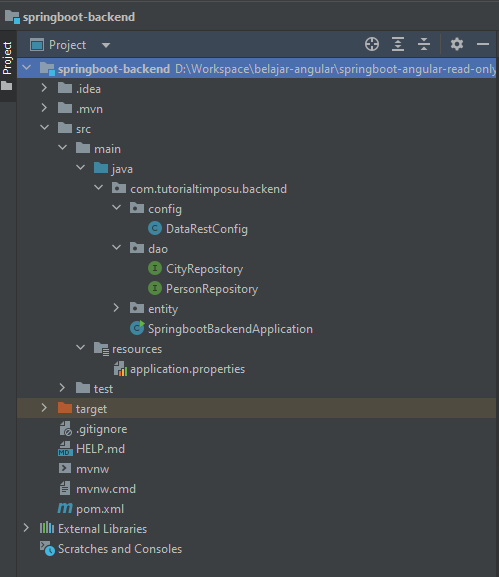 springboot-backend
Project
Project
springboot-backend D:\Workspace\belajar-angular\springboot-angular-read-only
.idea
.mvn
src
main
java
com.tutorialtimposu.backend
config
DataRestConfig
dao
CityRepository
PersonRepository
entity
SpringbootBackendApplication
resources
application.properties
test
target
.gitignore
HELP.md
mvnw
mvnw.cmd
pom.xml
External Libraries
Scratches and Consoles